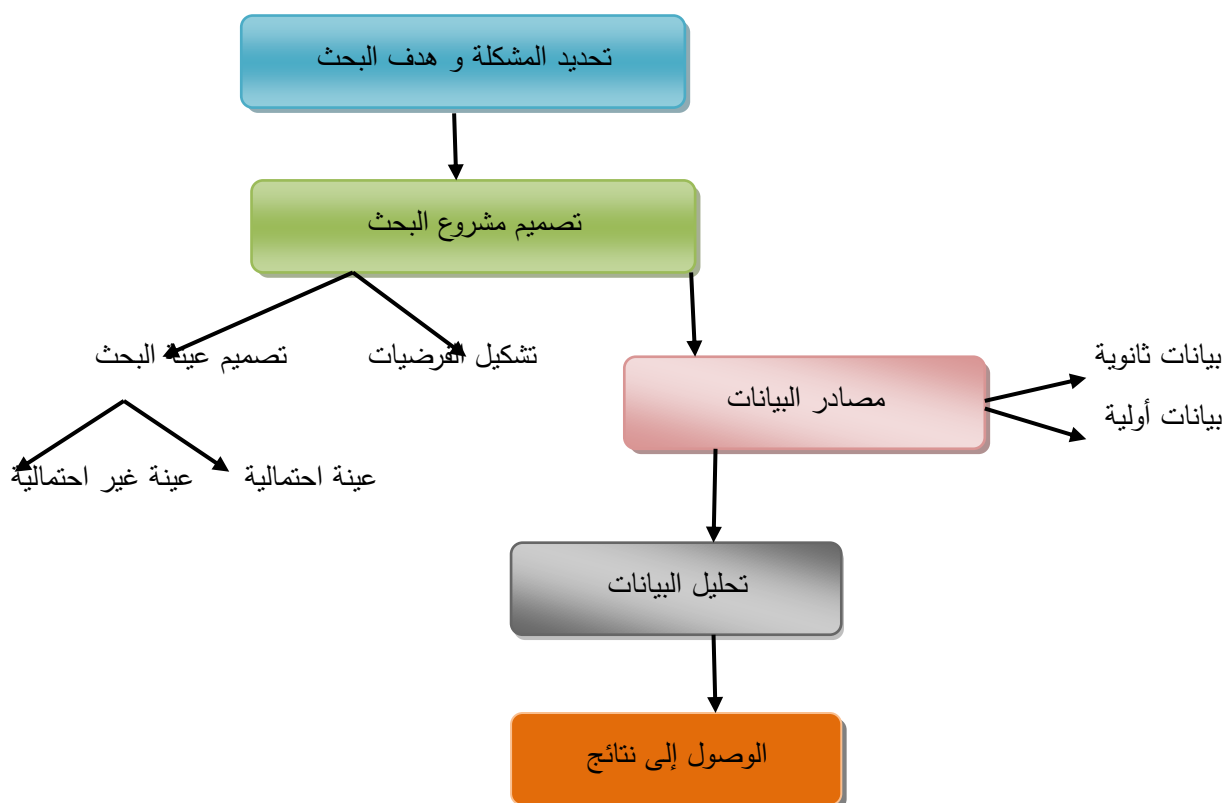 تحديد المشكلة و هدف البحث
تصميم مشروع البحث
تشكيل الفرضيات
تصميم عينة البحث
بيانات ثانوية
مصادر البيانات
بيانات أولية
عينة احتمالية
عينة غير احتمالية
تحليل البيانات
الوصول إلى نتائج